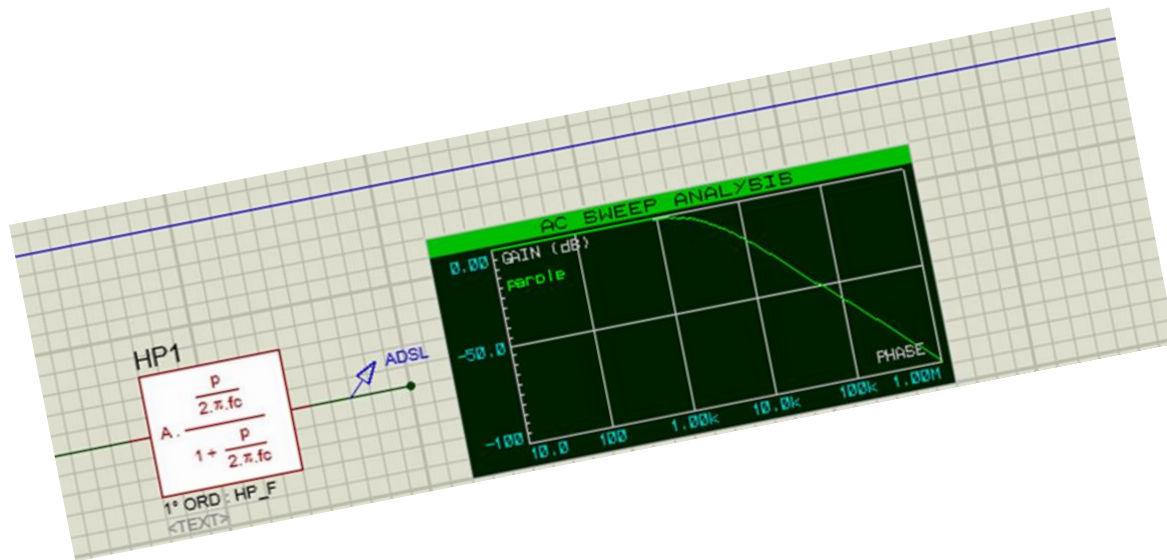 HP1
A.
p
2.π.fc
1 +
p
2.π.fc
1° ORD : HP_F
<TEXT>
ADSL
AC SWEEP ANALYSIS
0.00
GAIN (dB)
parole
-50.0
-100
PHASE
10.0 100 1.00k 10.0k 100k 1.00M